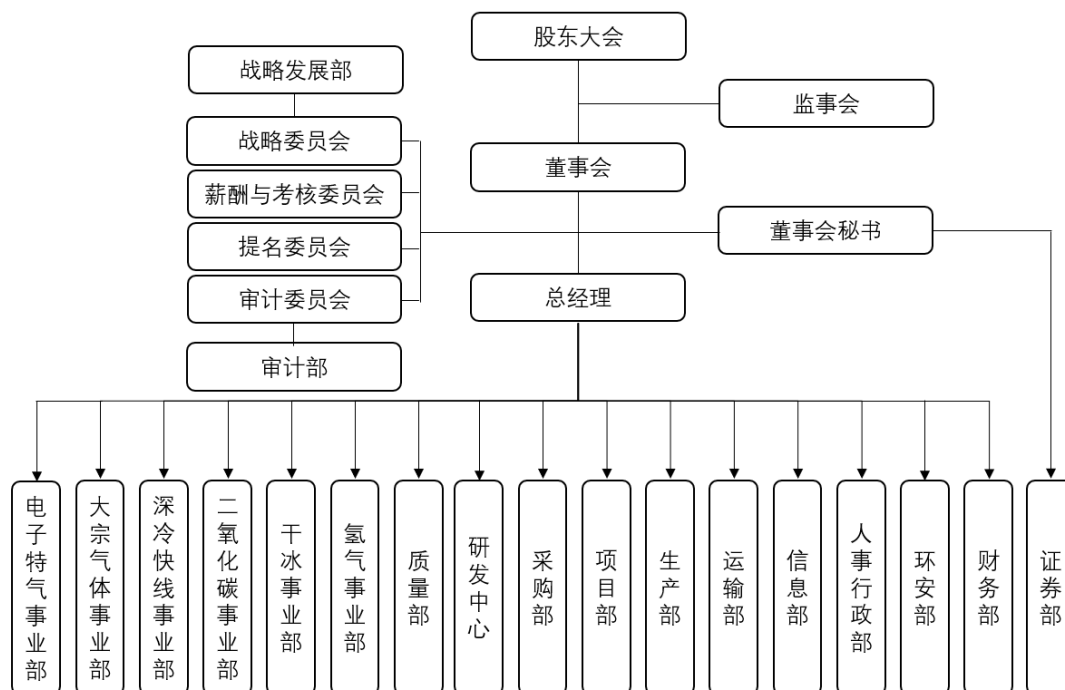 股东大会
战略发展部
监事会
战略委员会
董事会
薪酬与考核委员会
董事会秘书
提名委员会
审计委员会
总经理
审计部
电子特气事业部
大宗气体事业部
深冷快线事业部
二氧化碳事业部
干冰事业部
氢气事业部
质量部
研发中心
采购部
项目部
生产部
运输部
信息部
人事行政部
环安部
财务部
证券部